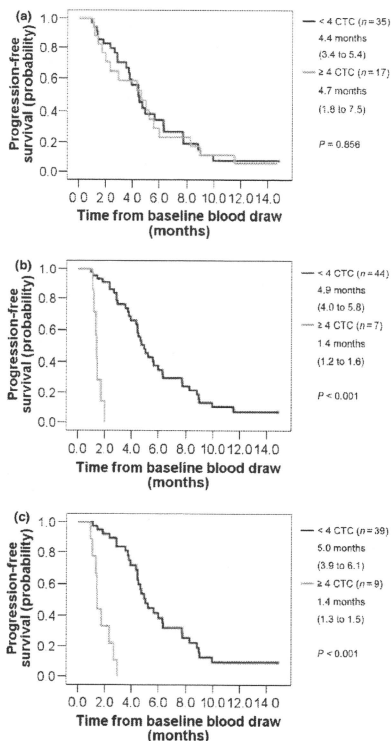 (a)
Progression-free
survival (probability)
1.0
0.8
0.6
0.4
0.2
0.0
0.0 2.0 4.0 6.0 8.0 10.0 12.0 14.0
Time from baseline blood draw
(months)
< 4 CTC (n = 35)
4.4 months
(3.4 to 5.4)
≥ 4 CTC (n = 17)
4.7 months
(1.8 to 7.5)
P = 0.856
(b)
Progression-free
survival (probability)
1.0
0.8
0.6
0.4
0.2
0.0
0.0 2.0 4.0 6.0 8.0 10.0 12.0 14.0
Time from baseline blood draw
(months)
< 4 CTC (n = 44)
4.9 months
(4.0 to 5.8)
≥ 4 CTC (n = 7)
1.4 months
(1.2 to 1.6)
P < 0.001
(c)
Progression-free
survival (probability)
1.0
0.8
0.6
0.4
0.2
0.0
0.0 2.0 4.0 6.0 8.0 10.0 12.0 14.0
Time from baseline blood draw
(months)
< 4 CTC (n = 39)
5.0 months
(3.9 to 6.1)
≥ 4 CTC (n = 9)
1.4 months
(1.3 to 1.5)
P < 0.001